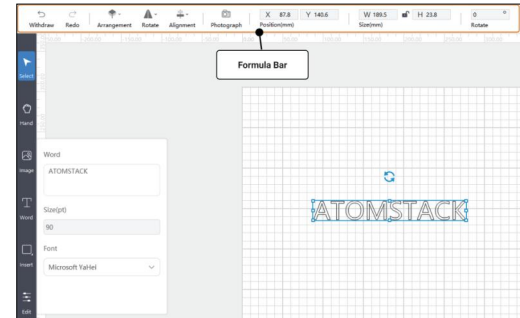 X 87.8 Y 140.6 W 189.5 H 23.8 0 °
Withdraw Redo Arrangement Rotate Alignment Photograph Position(mm) Size(mm) Rotate
Formula Bar
Select
Hand
Image
Word
ATOMSTACK
Word
Size(pt)
90
Insert
Font
Microsoft YaHei
Edit
ATOMSTACK